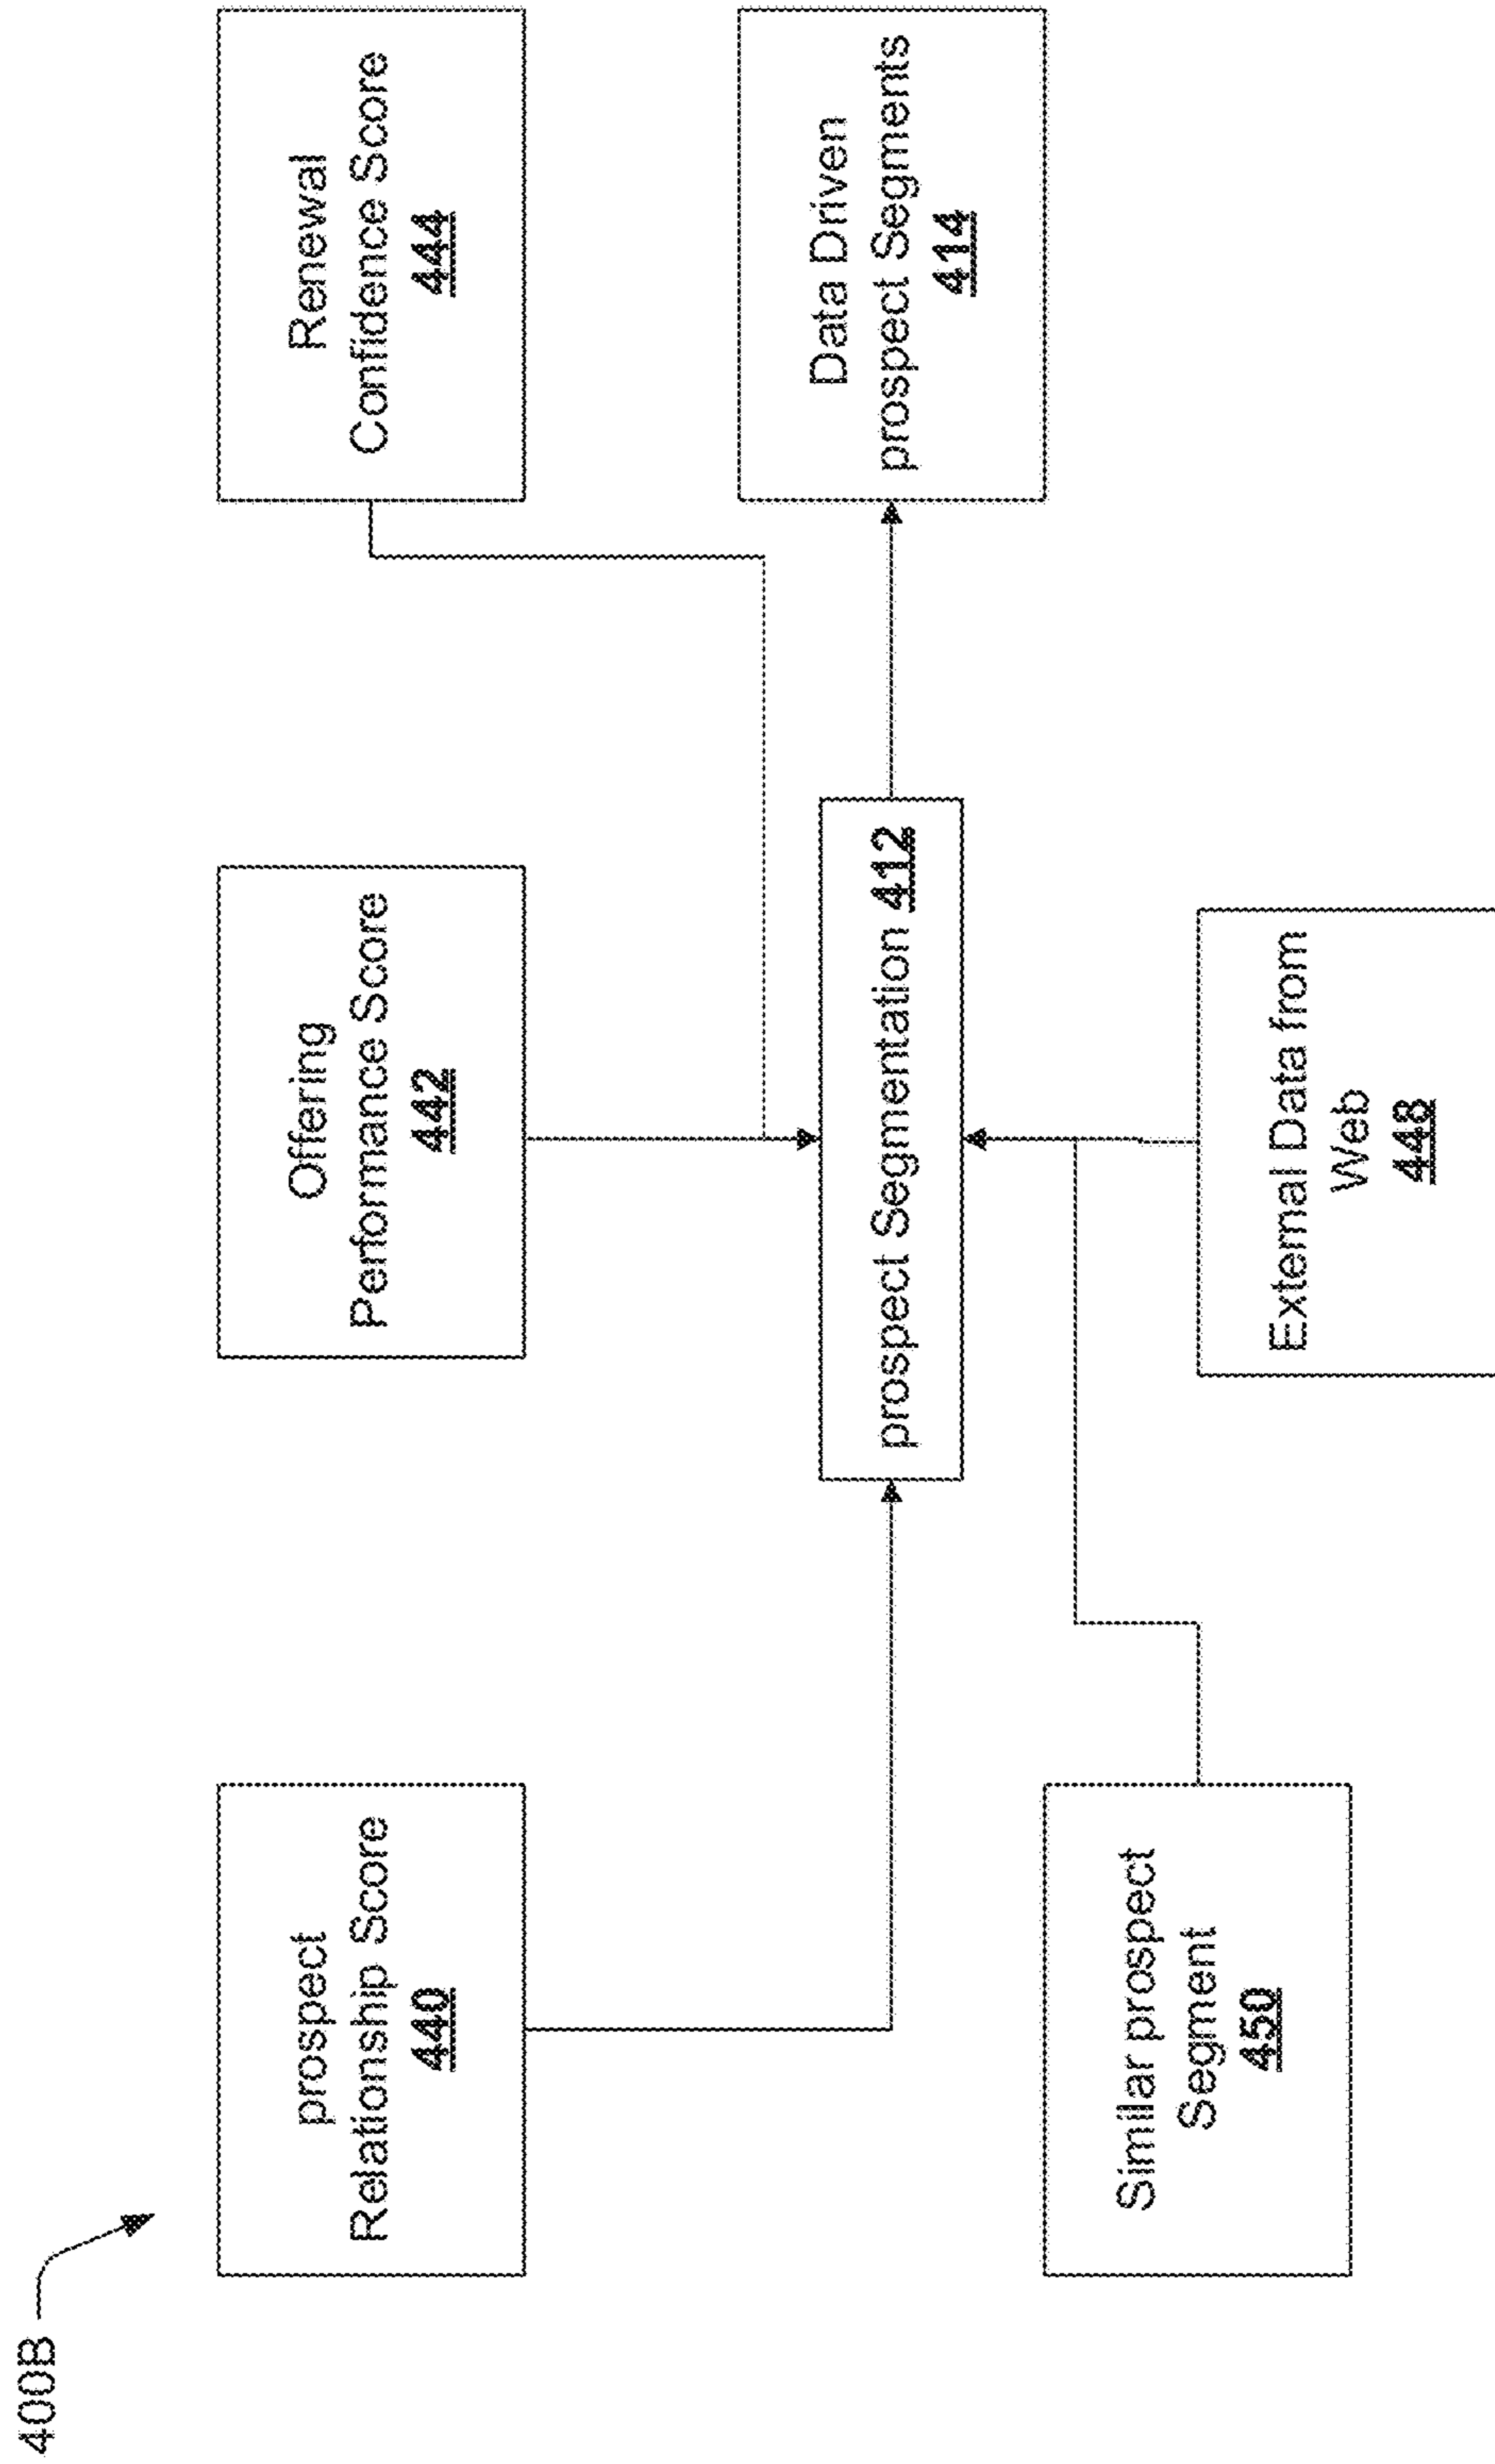 400B
prospect
Relationship Score
440
Offering
Performance Score
442
Renewal
Confidence Score
444
prospect Segmentation 412
Data Driven
prospect Segments
414
Similar prospect
Segment
450
External Data from
Web
448